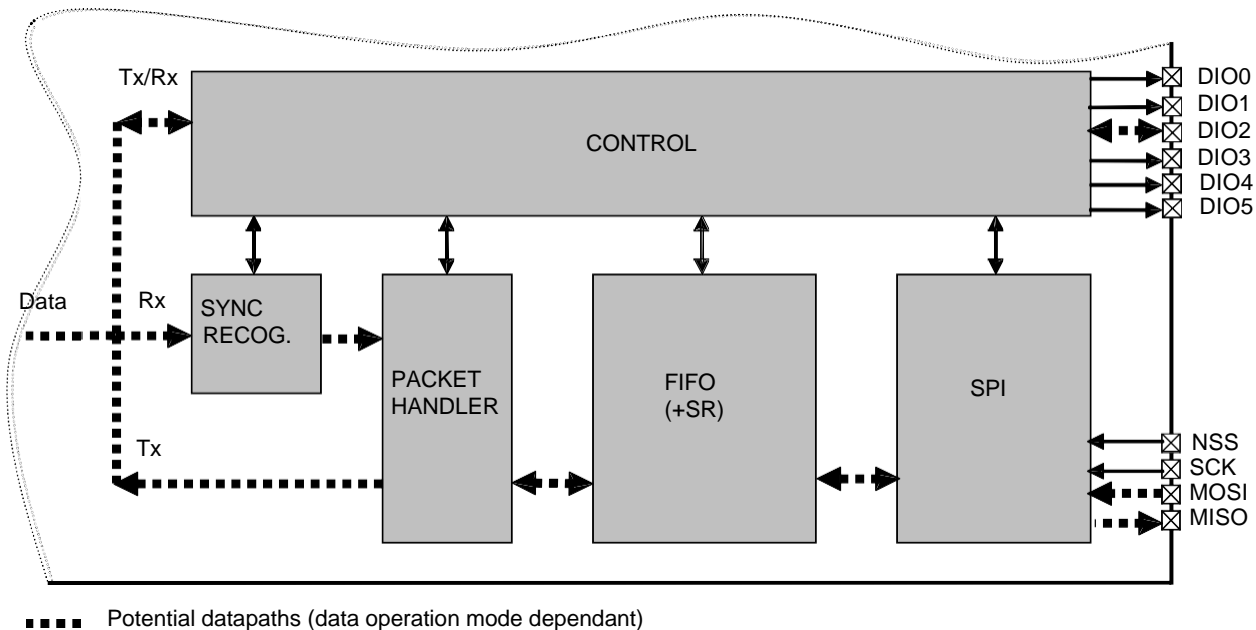 Tx/Rx
CONTROL
DIO0
DIO1
DIO2
DIO3
DIO4
DIO5
Data
Rx
SYNC
RECOG.
PACKET
HANDLER
FIFO
(+SR)
SPI
Tx
NSS
SCK
MOSI
MISO
Potential datapaths (data operation mode dependant)